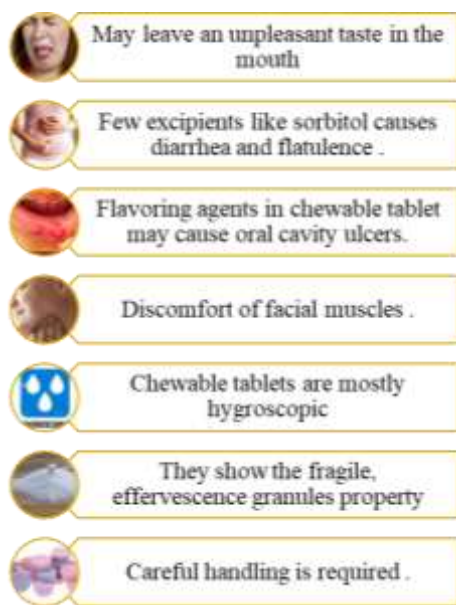 May leave an unpleasant taste in the
mouth
Few excipients like sorbitol causes
diarrhea and flatulence .
Flavoring agents in chewable tablet
may cause oral cavity ulcers.
Discomfort of facial muscles .
Chewable tablets are mostly
hygroscopic
They show the fragile,
effervescence granules property
Careful handling is required .